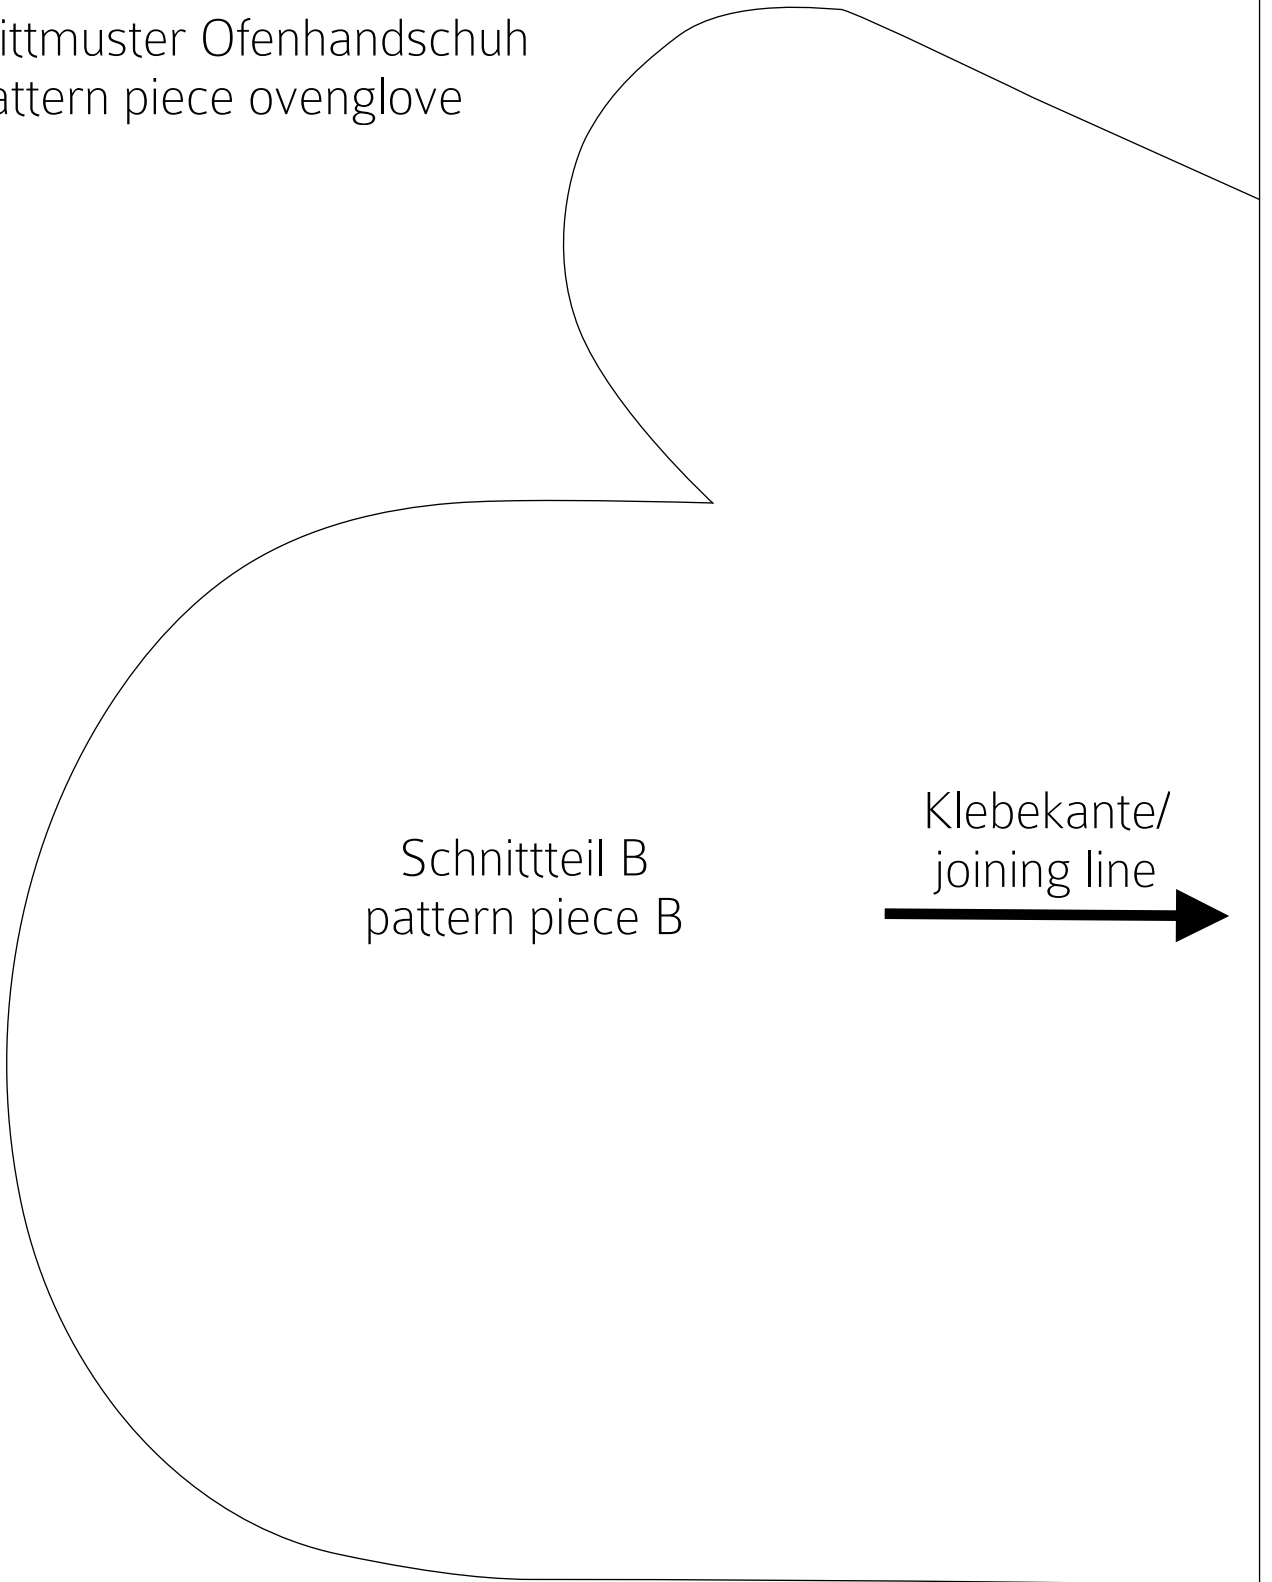 ittmuster Ofenhandschuh
attern piece ovenglove
Klebekante/
joining line
Schnittteil B
pattern piece B